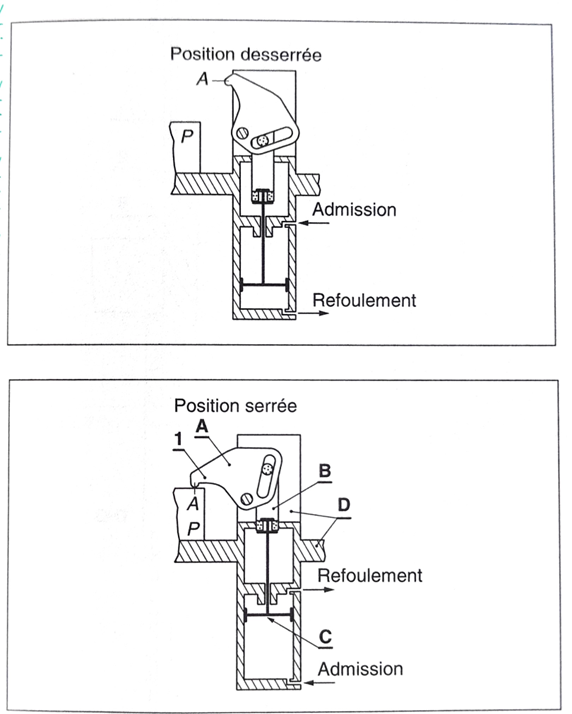 Position desserrée
A
P
Admission
Refoulement
Position serrée
A
1
B
D
A
P
Refoulement
C
Admission